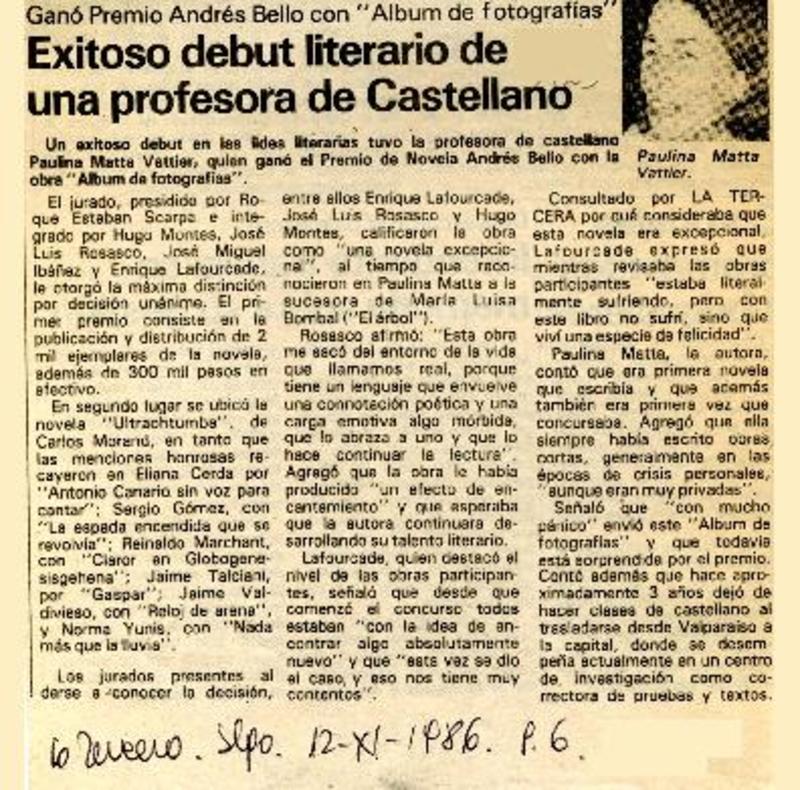 Ganó Premio Andrés Bello con "Album de fotografías"
Exitoso debut literario de
una profesora de Castellano
Un exitoso debut en las lides literarias tuvo la profesora de castellano
Paulina Matta Vattier, quien ganó el Premio de Novela Andrés Bello con la
obra "Album de fotografías".
Paulina Matta
Vattier.
El jurado, presidido por Ro-
que Esteban Scarpa e inte-
grado por Hugo Montes, José
Luis Rosasco, José Miguel
Ibáñez y Enrique Lafourcade,
le otorgó la máxima distinción
por decisión unánime. El pri-
mer premio consiste en la
publicación y distribución de 2
mil ejemplares de la novela,
además de 300 mil pesos en
efectivo.
En segundo lugar se ubicó la
novela "Ultrachtumba", de
Carlos Morand, en tanto que
las menciones honrosas re-
cayeron en Eliana Cerda por
"Antonio Canario sin voz para
cantar"; Sergio Gómez, con
"La espada encendida que se
revolvía"; Reinaldo Marchant,
con "Claror en Globogene-
sisgehena"; Jaime Talciani,
por "Gaspar"; Jaime Val-
divieso, con "Reloj de arena",
y Norma Yunis, con "Nada
más que la lluvia".
Los jurados presentes al
darse a conocer la decisión,
entre ellos Enrique Lafourcade,
José Luis Rosasco y Hugo
Montes, calificaron la obra
como "una novela excepcio-
nal", al tiempo que reco-
nocieron en Paulina Matta a la
sucesora de María Luisa
Bombal ("El árbol").
Rosasco afirmó: "Esta obra
me sacó del entorno de la vida
que llamamos real, porque
tiene un lenguaje que envuelve
una connotación poética y una
carga emotiva algo mórbida,
que lo abraza a uno y que lo
hace continuar la lectura".
Agregó que la obra le había
producido "un efecto de en-
cantamiento" y que esperaba
que la autora continuara de-
sarrollando su talento literario.
Lafourcade, quien destacó el
nivel de las obras participan-
tes, señaló que desde que
comenzó el concurso todos
estaban "con la idea de en-
contrar algo absolutamente
nuevo" y que "esta vez se dio
el caso, y eso nos tiene muy
contentos".
Consultado por LA TER-
CERA por qué consideraba que
esta novela era excepcional,
Lafourcade expresó que
mientras revisaba las obras
participantes "estaba literal-
mente sufriendo, pero con
este libro no sufrí, sino que
viví una especie de felicidad".
Paulina Matta, la autora,
contó que era primera novela
que escribía y que además
también era primera vez que
concursaba. Agregó que ella
siempre había escrito obras
cortas, generalmente en las
épocas de crisis personales,
"aunque eran muy privadas".
Señaló que "con mucho
pánico" envió este "Album de
fotografías" y que todavía
está sorprendida por el premio.
Contó además que hace apro-
ximadamente 3 años dejó de
hacer clases de castellano al
trasladarse desde Valparaíso a
la capital, donde se desem-
peña actualmente en un centro
de investigación como co-
rrectora de pruebas y textos.
La Tercera. Stgo. 12-XI-1986. P. 6.